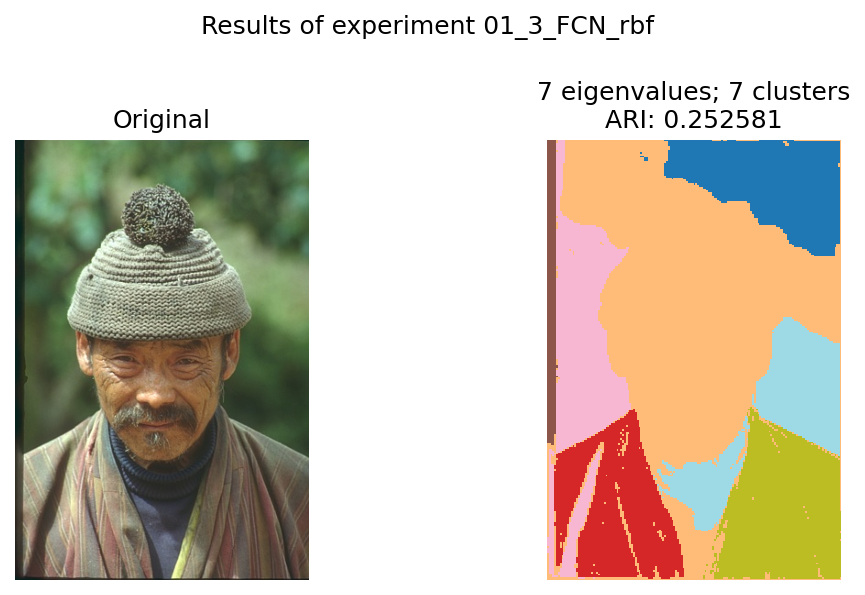 Results of experiment 01_3_FCN_rbf
Original
7 eigenvalues; 7 clusters
ARI: 0.252581